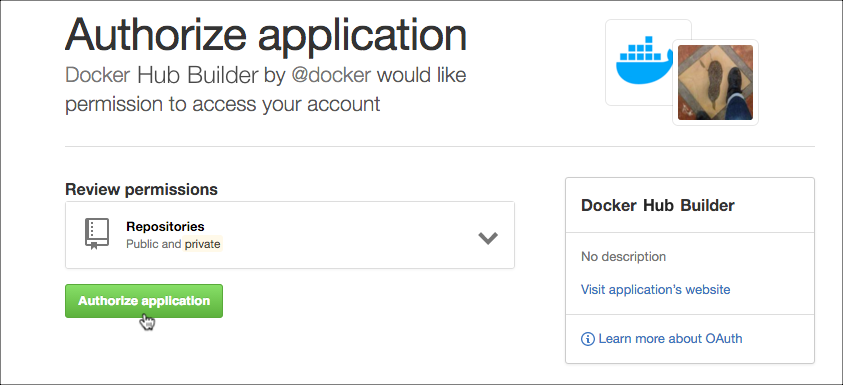 Authorize application
Docker Hub Builder by @docker would like
permission to access your account
Review permissions
Repositories
Public and private
Authorize application
Docker Hub Builder
No description
Visit application's website
Learn more about OAuth